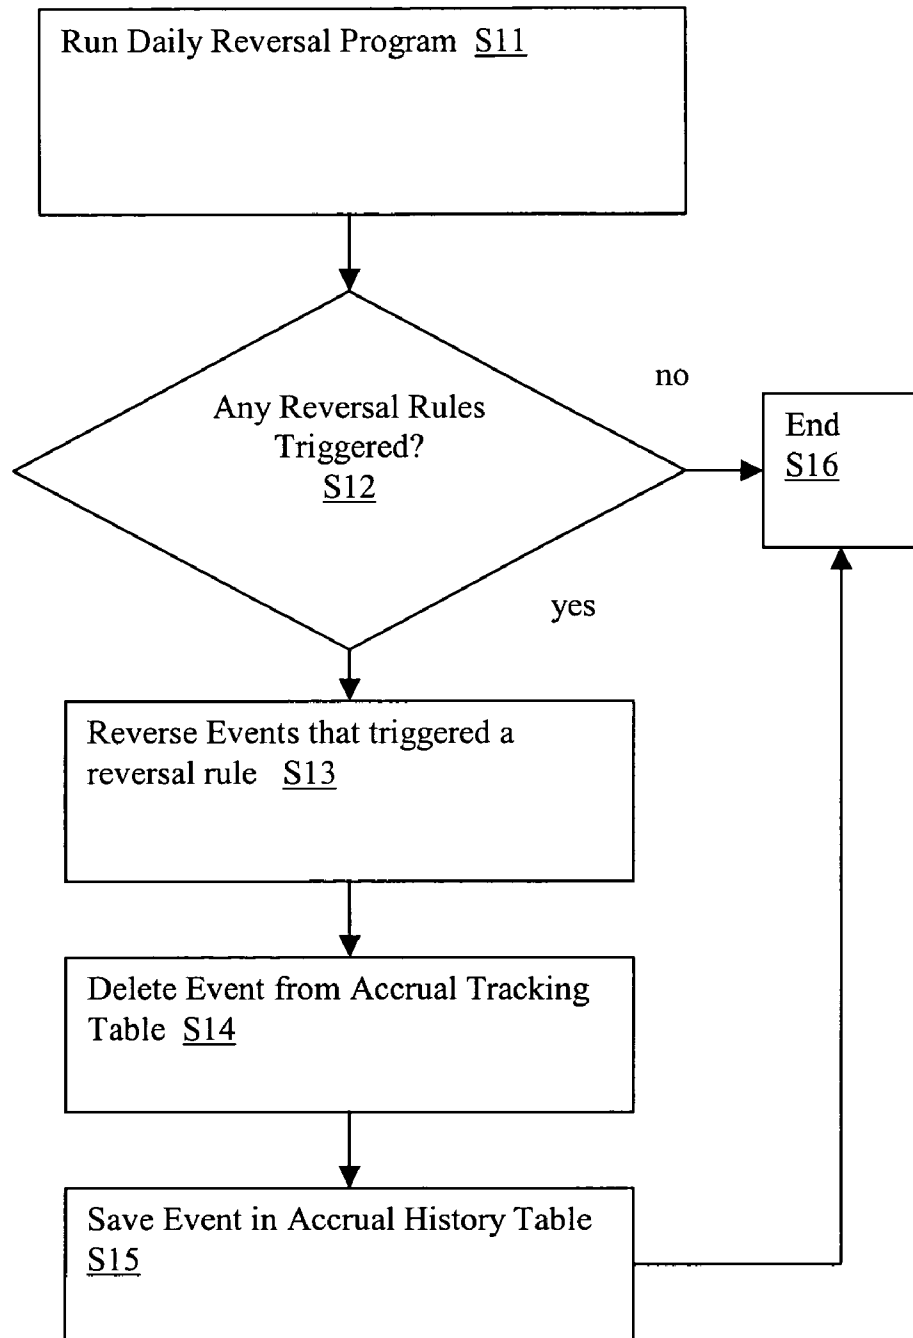 Run Daily Reversal Program S11
Any Reversal Rules
Triggered?
S12
no
End
S16
yes
Reverse Events that triggered a
reversal rule S13
Delete Event from Accrual Tracking
Table S14
Save Event in Accrual History Table
S15